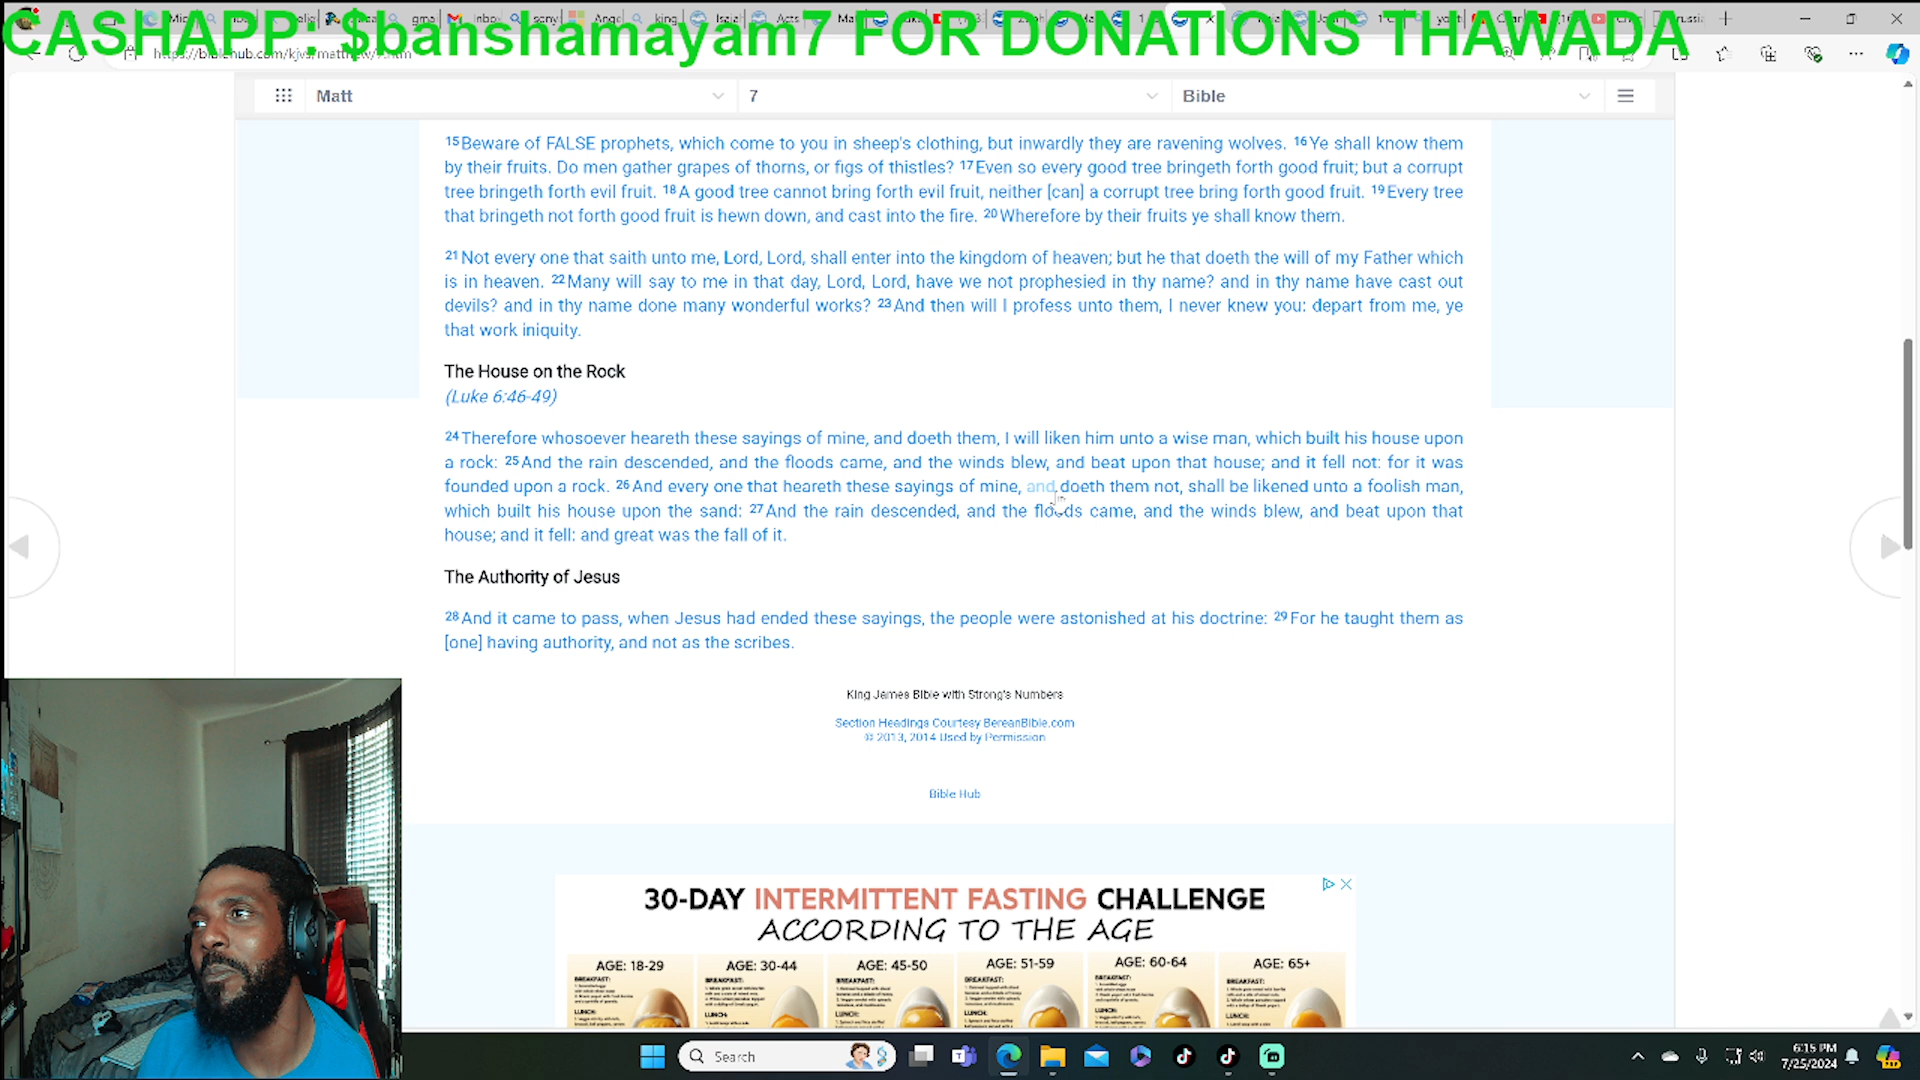 CASHAPP: $banshamayam7 FOR DONATIONS THAWADA
Matt
7
Bible
15Beware of FALSE prophets, which come to you in sheep's clothing, but inwardly they are ravening wolves. 16Ye shall know them
by their fruits. Do men gather grapes of thorns, or figs of thistles? 17Even so every good tree bringeth forth good fruit; but a corrupt
tree bringeth forth evil fruit. 18A good tree cannot bring forth evil fruit, neither [can] a corrupt tree bring forth good fruit. 19Every tree
that bringeth not forth good fruit is hewn down, and cast into the fire. 20Wherefore by their fruits ye shall know them.
21Not every one that saith unto me, Lord, Lord, shall enter into the kingdom of heaven; but he that doeth the will of my Father which
is in heaven. 22Many will say to me in that day, Lord, Lord, have we not prophesied in thy name? and in thy name have cast out
devils? and in thy name done many wonderful works? 23And then will I profess unto them, I never knew you: depart from me, ye
that work iniquity.
The House on the Rock
(Luke 6:46-49)
24Therefore whosoever heareth these sayings of mine, and doeth them, I will liken him unto a wise man, which built his house upon
a rock: 25And the rain descended, and the floods came, and the winds blew, and beat upon that house; and it fell not: for it was
founded upon a rock. 26And every one that heareth these sayings of mine, and doeth them not, shall be likened unto a foolish man,
which built his house upon the sand: 27And the rain descended, and the floods came, and the winds blew, and beat upon that
house; and it fell: and great was the fall of it.
The Authority of Jesus
28And it came to pass, when Jesus had ended these sayings, the people were astonished at his doctrine: 29For he taught them as
[one] having authority, and not as the scribes.
King James Bible with Strong's Numbers
Section Headings Courtesy BereanBible.com
© 2013, 2014 Used by Permission
Bible Hub
30-DAY INTERMITTENT FASTING CHALLENGE
ACCORDING TO THE AGE
AGE: 18-29 AGE: 30-44 AGE: 45-50 AGE: 51-59 AGE: 60-64 AGE: 65+
BREAKFAST: BREAKFAST: BREAKFAST: BREAKFAST: BREAKFAST: BREAKFAST:
LUNCH: LUNCH: LUNCH: LUNCH: LUNCH: LUNCH:
Search
6:15 PM
7/25/2024